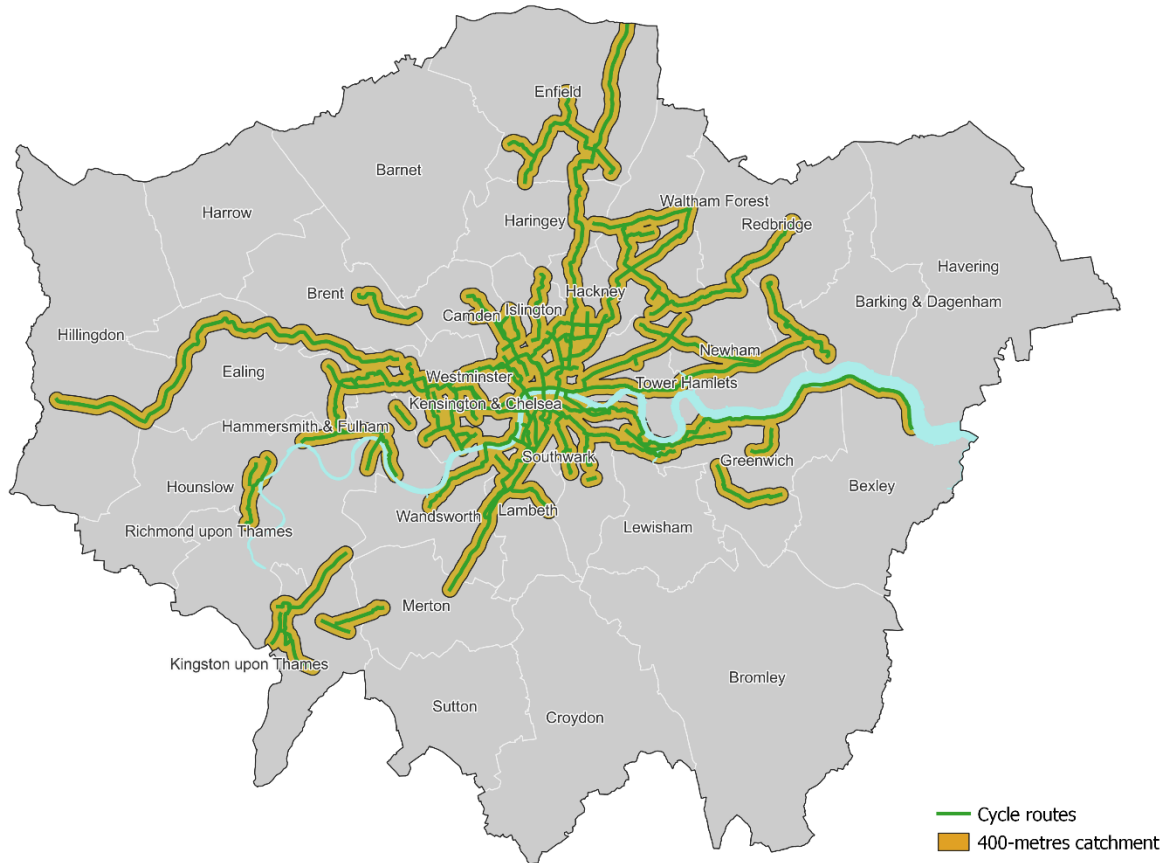 Enfield
Barnet
Waltham Forest
Harrow
Haringey
Redbridge
Havering
Brent
Hackney
Barking & Dagenham
Camden
Islington
Hillingdon
Newham
Ealing
Westminster
Tower Hamlets
Kensington & Chelsea
Hammersmith & Fulham
Southwark
Greenwich
Hounslow
Bexley
Wandsworth
Lambeth
Richmond upon Thames
Lewisham
Merton
Kingston upon Thames
Bromley
Sutton
Croydon
Cycle routes
400-metres catchment